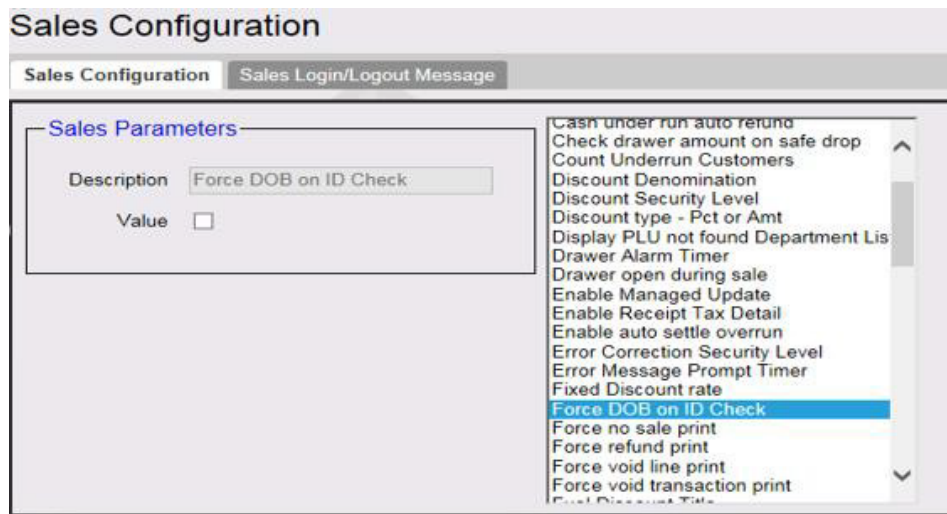 Sales Configuration
Sales Configuration
Sales Login/Logout Message
Sales Parameters
Description Force DOB on ID Check
Value
Cash under run auto refund
Check drawer amount on safe drop
Count Underrun Customers
Discount Denomination
Discount Security Level
Discount type - Pct or Amt
Display PLU not found Department Lis
Drawer Alarm Timer
Drawer open during sale
Enable Managed Update
Enable Receipt Tax Detail
Enable auto settle overrun
Error Correction Security Level
Error Message Prompt Timer
Fixed Discount rate
Force DOB on ID Check
Force no sale print
Force refund print
Force void line print
Force void transaction print
Fuel Discount Title